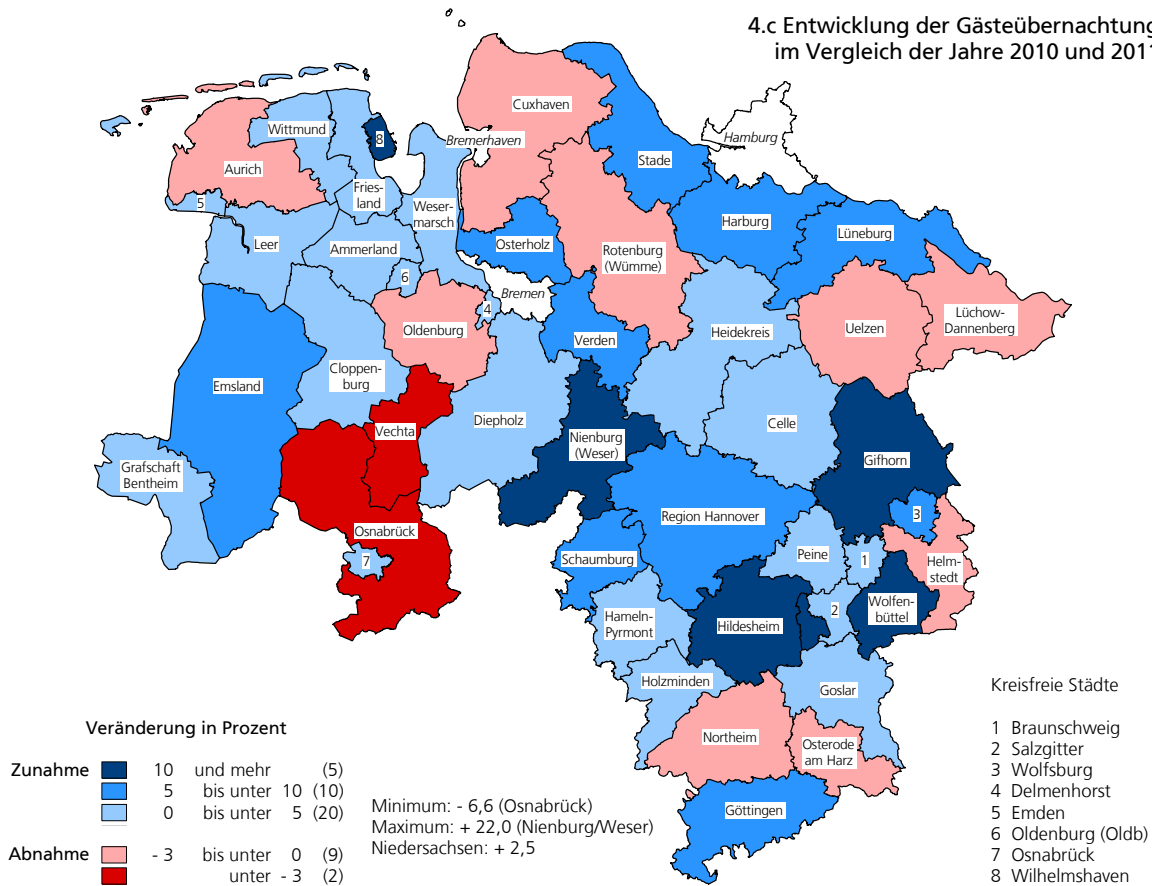 4.c Entwicklung der Gästeübernachtung
im Vergleich der Jahre 2010 und 201
Cuxhaven
Wittmund
8
Bremerhaven
Hamburg
Stade
Aurich
5
Fries-
land
Weser-
marsch
Harburg
Lüneburg
Leer
Ammerland
Osterholz
Rotenburg
(Wümme)
6
Bremen
4
Oldenburg
Heidekreis
Uelzen
Lüchow-
Dannenberg
Verden
Emsland
Cloppen-
burg
Diepholz
Celle
Vechta
Nienburg
(Weser)
Gifhorn
Grafschaft
Bentheim
Region Hannover
3
Osnabrück
7
Schaumburg
Peine
1
Helm-
stedt
Hameln-
Pyrmont
Hildesheim
2
Wolfen-
büttel
Holzminden
Goslar
Northeim
Osterode
am Harz
Göttingen
Veränderung in Prozent
Zunahme 10 und mehr (5)
5 bis unter 10 (10)
0 bis unter 5 (20)
Abnahme - 3 bis unter 0 (9)
unter - 3 (2)
Minimum: - 6,6 (Osnabrück)
Maximum: + 22,0 (Nienburg/Weser)
Niedersachsen: + 2,5
Kreisfreie Städte
1 Braunschweig
2 Salzgitter
3 Wolfsburg
4 Delmenhorst
5 Emden
6 Oldenburg (Oldb)
7 Osnabrück
8 Wilhelmshaven